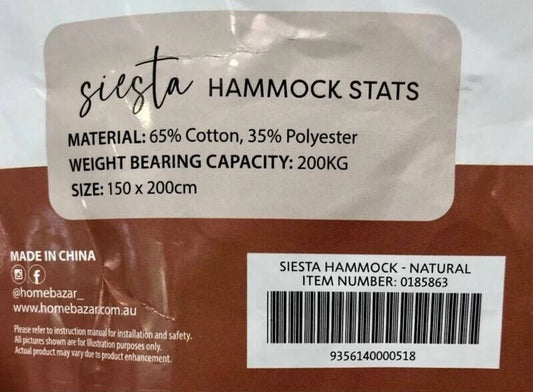 siesta HAMMOCK STATS
MATERIAL: 65% Cotton, 35% Polyester
WEIGHT BEARING CAPACITY: 200KG
SIZE: 150 x 200cm
MADE IN CHINA
@homebazar_
www.homebazar.com.au
Please refer to instruction manual for installation and safety.
All pictures shown are for illustration purposes only.
Actual product may vary due to product enhancement.
SIESTA HAMMOCK - NATURAL
ITEM NUMBER: 0185863
9356140000518